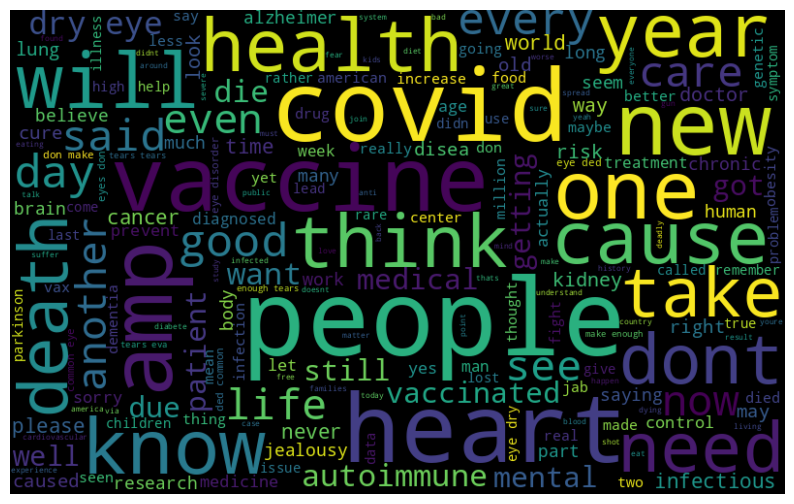 dry eye
say
alzheimer
system
bad
every
year
lung
illness
less
look
health
found
didnt
around
fear
kids
diet
worse
going
world
long
genetic
everyone
will
high
help
die
rather
american
increase
food
old
seem
care
symptom
severe
great
spread
believe
even
covid
age
way
doctor
better
cure
said
much
time
drug
join
didn
use
sure
yeah
maybe
new
eating
must
don make
tears tears
week
really
disea
don
risk
eye ded
treatment
chronic
day
talk
eyes don
yet
many
lead
public
anti
million
actually
one
got
obesity
problem
brain
come
vaccine
eye disorder
getting
human
death
last
cancer
prevent
diagnosed
rare
center
think
cause
deadly
another
good
infected
love
back
mind
make
suffer
vax
want
work
medical
enough tears
study
doesnt
thats
kidney
called
remember
history
parkinson
dementia
amp
patient
body
people
thought
fight
understand
take
diabete
matter
point
make enough
country
youre
tears eva
common eye
mean
infection
let
yes
man
see
right
true
result
sorry
ded common
still
lost
dont
free
families
vaccinated
jab
give
happen
america
via
due
life
today
saying
now
died
please
children
thing
never
heart
real
made
control
may
cardiovascular
know
case
data
blood
dying
living
well
jealousy
part
eat
shot
need
caused
seen
research
medicine
issue
autoimmune
mental
two
infectious
experience